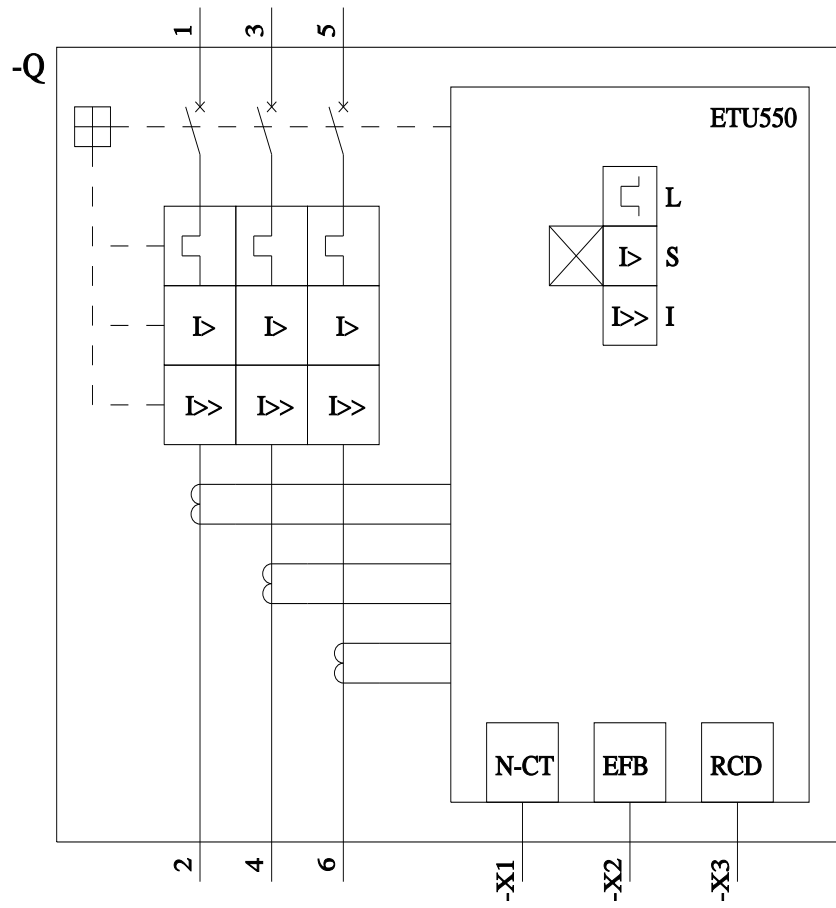 1 3 5
-Q
ETU550
L
I> I> I>
I> S
I>> I
I>> I>> I>>
N-CT EFB RCD
2 4 6
-X1 -X2 -X3